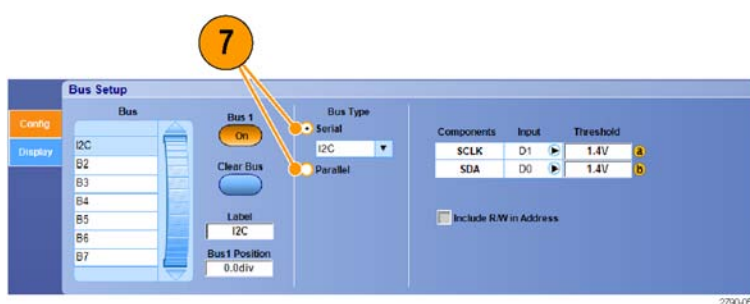 7
Bus Setup
Config
Display
Bus
I2C
B2
B3
B4
B5
B6
B7
Bus 1
On
Clear Bus
Label
I2C
Bus1 Position
0.0div
Bus Type
Serial
I2C
Parallel
Components Input Threshold
SCLK D1 1.4V a
SDA D0 1.4V b
Include R/W in Address